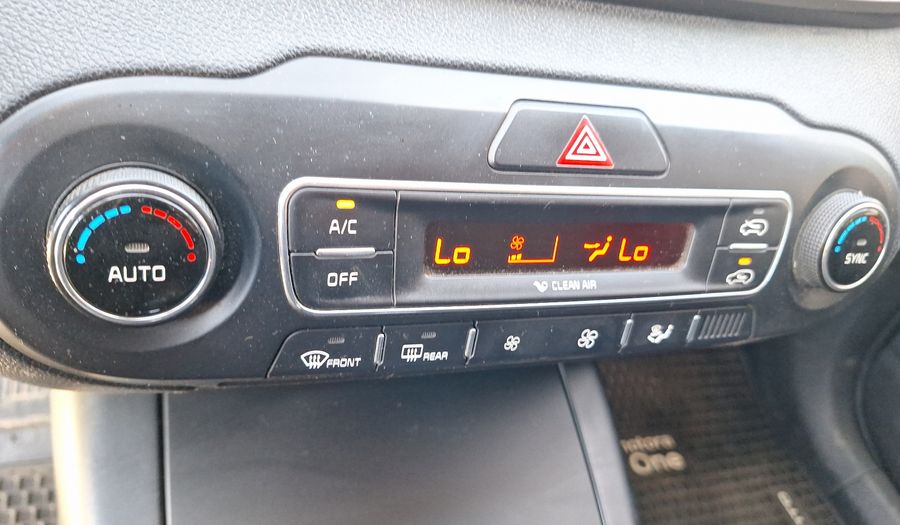 A/C
OFF
AUTO
Lo
Lo
CLEAN AIR
SYNC
FRONT
REAR
One